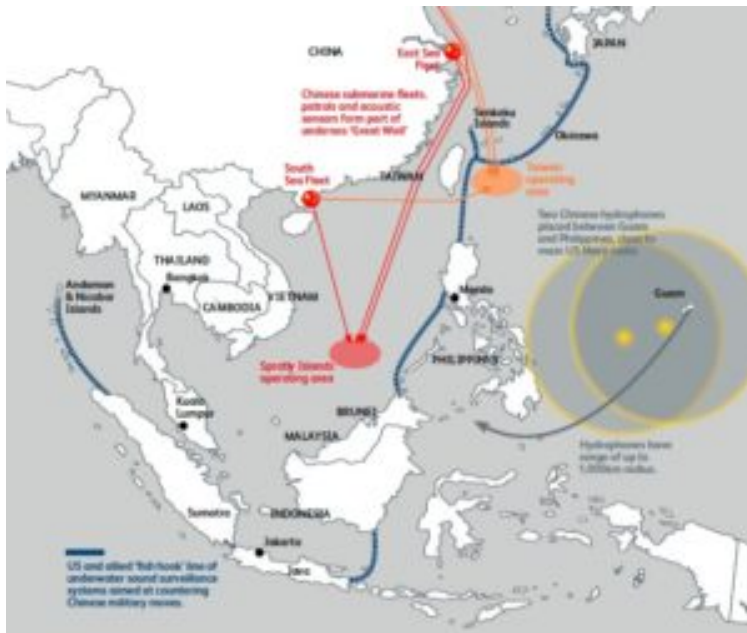 CHINA
JAPAN
East Sea
Fleet
Chinese submarine fleets,
patrols and acoustic
sensors form part of
undersea 'Great Wall'
Senkaku
Islands
Okinawa
South
Sea Fleet
TAIWAN
operating
area
MYANMAR
LAOS
Two Chinese hydrophones
placed between Guam
and Philippines, close to
main US
THAILAND
Bangkok
VIETNAM
Andaman
& Nicobar
Islands
CAMBODIA
Manila
Guam
PHILIPPINES
Spratly Islands
operating area
Kuala
Lumpur
BRUNEI
MALAYSIA
Hydrophones have
range of up to
1,000km radius.
Sumatra
INDONESIA
Jakarta
Java
US and allied 'fish hook' line of
underwater sound surveillance
systems aimed at countering
Chinese military moves.